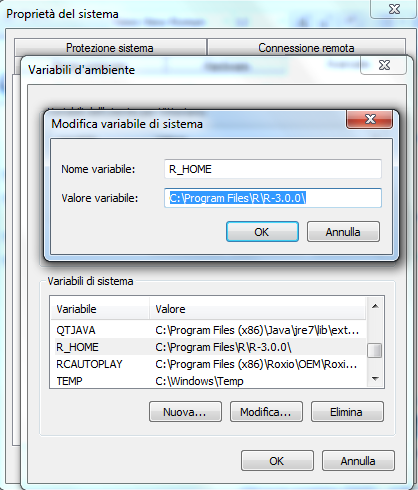 Proprietà del sistema
Protezione sistema
Connessione remota
Variabili d'ambiente
Modifica variabile di sistema
Nome variabile:
R_HOME
Valore variabile:
C:\Program Files\R\R-3.0.0\
OK
Annulla
Variabili di sistema
Variabile
Valore
QTJAVA
C:\Program Files (x86)\Java\jre7\lib\ext...
R_HOME
C:\Program Files\R\R-3.0.0\
RCAUTOPLAY
C:\Program Files (x86)\Roxio\OEM\Roxi...
TEMP
C:\Windows\Temp
Nuova...
Modifica...
Elimina
OK
Annulla